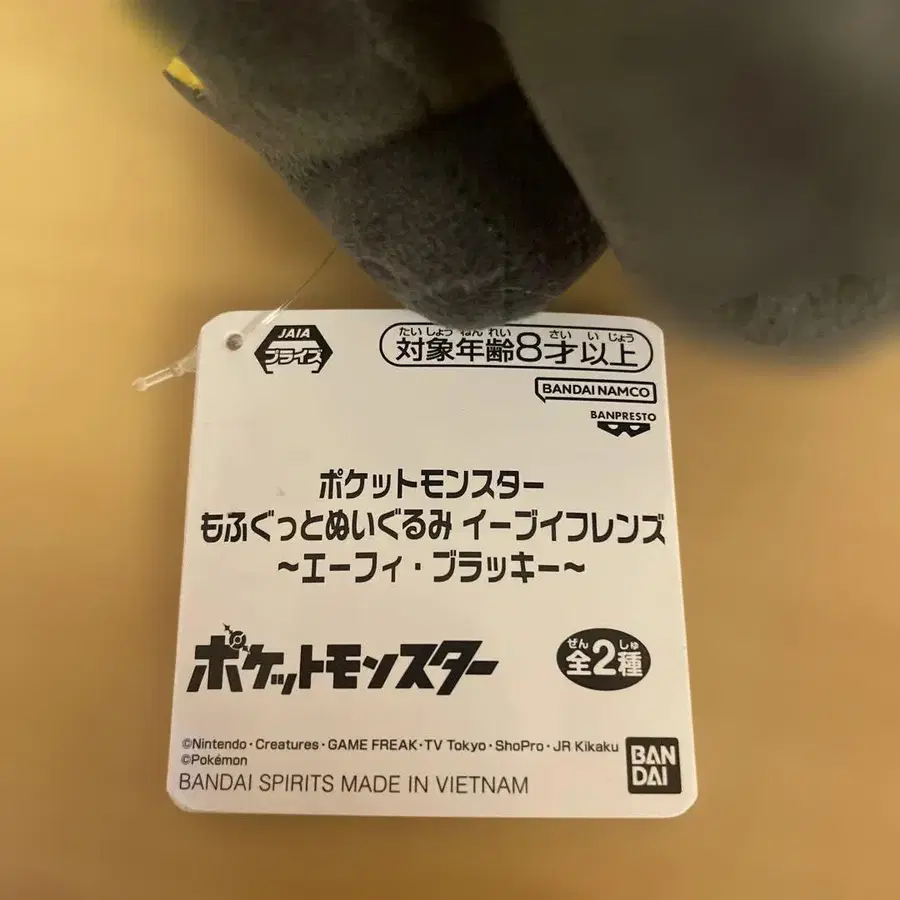 JAIA
プライズ
たいしょうねんれい さいいじょう
対象年齢8才以上
BANDAI NAMCO
BANPRESTO
ポケットモンスター
もふぐっとぬいぐるみ イーブイフレンズ
～エーフィ・ブラッキー～
ポケットモンスター
ぜん しゅ
全2種
©Nintendo・Creatures・GAME FREAK・TV Tokyo・ShoPro・JR Kikaku
©Pokémon
BANDAI SPIRITS MADE IN VIETNAM
BAN
DAI